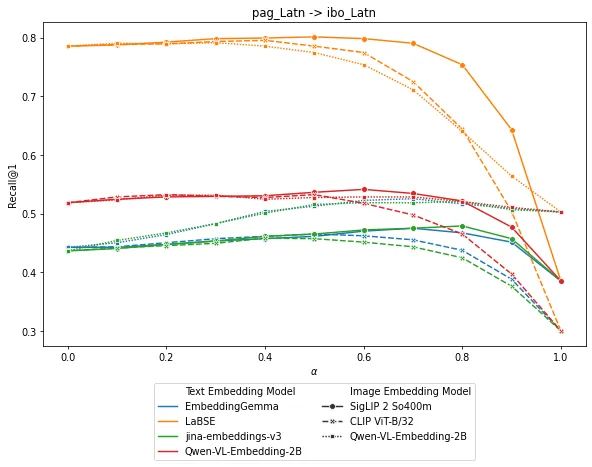 pag_Latn -> ibo_Latn
Recall@1
0.8
0.7
0.6
0.5
0.4
0.3
0.0 0.2 0.4 0.6 0.8 1.0
α
Text Embedding Model Image Embedding Model
EmbeddingGemma SigLIP 2 So400m
LaBSE CLIP ViT-B/32
jina-embeddings-v3 Qwen-VL-Embedding-2B
Qwen-VL-Embedding-2B